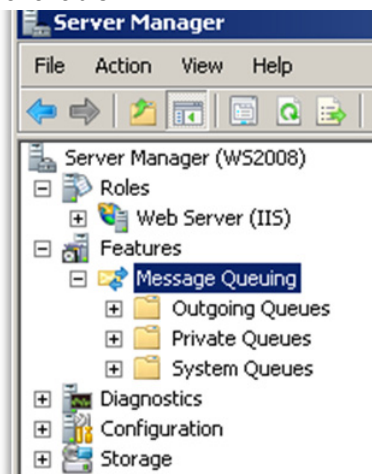 Server Manager
File Action View Help
Server Manager (WS2008)
Roles
Web Server (IIS)
Features
Message Queuing
Outgoing Queues
Private Queues
System Queues
Diagnostics
Configuration
Storage